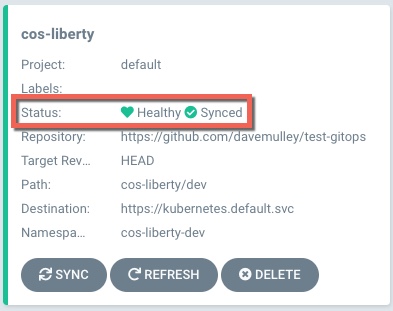 cos-liberty
Project: default
Labels:
Status: Healthy Synced
Repository: https://github.com/davemulley/test-gitops
Target Rev... HEAD
Path: cos-liberty/dev
Destination: https://kubernetes.default.svc
Namespa... cos-liberty-dev
SYNC REFRESH DELETE